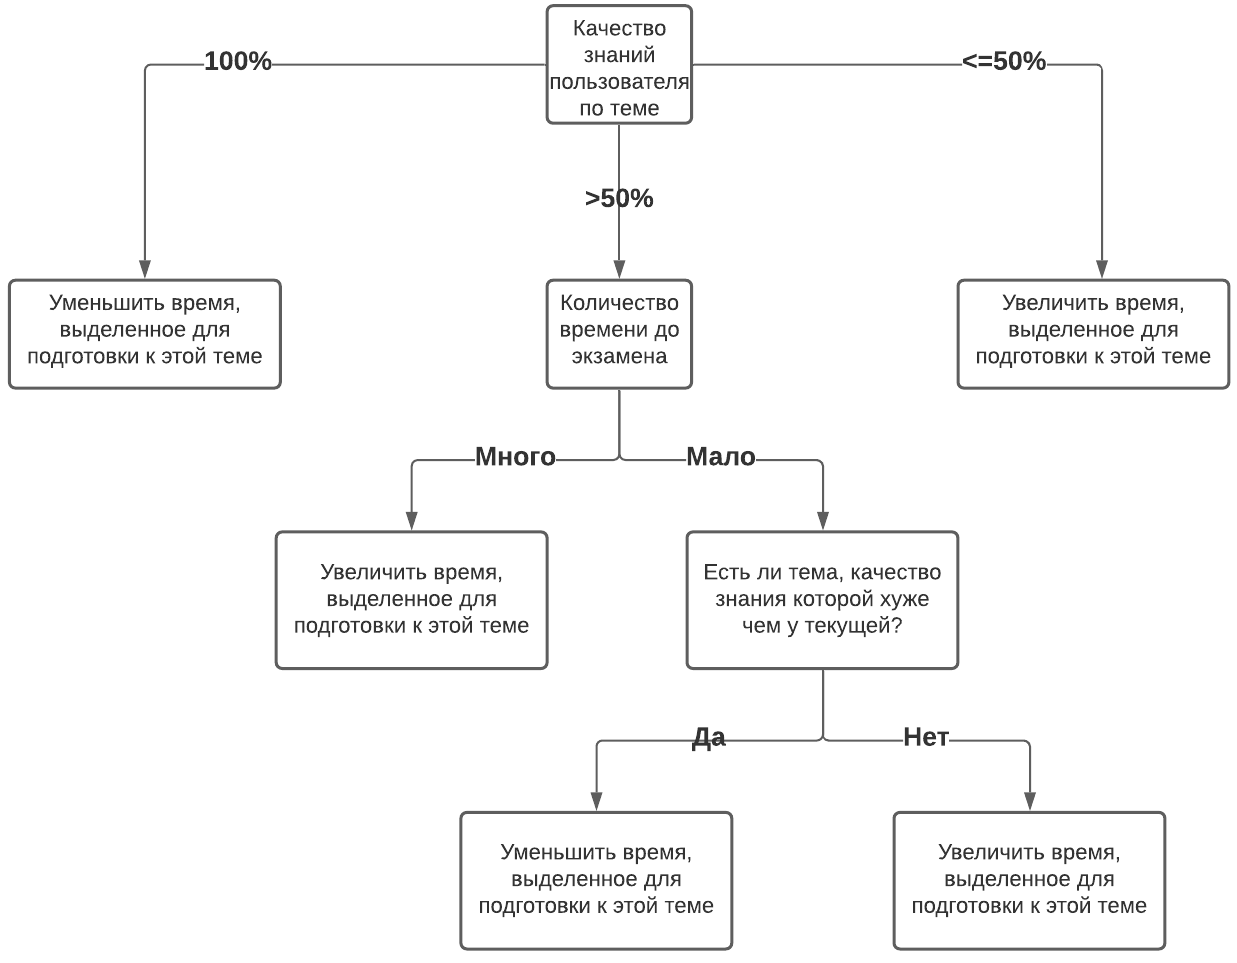 Качество
знаний
пользователя
по теме
100%
<=50%
>50%
Уменьшить время,
выделенное для
подготовки к этой теме
Количество
времени до
экзамена
Увеличить время,
выделенное для
подготовки к этой теме
Много
Мало
Увеличить время,
выделенное для
подготовки к этой теме
Есть ли тема, качество
знания которой хуже
чем у текущей?
Да
Нет
Уменьшить время,
выделенное для
подготовки к этой теме
Увеличить время,
выделенное для
подготовки к этой теме